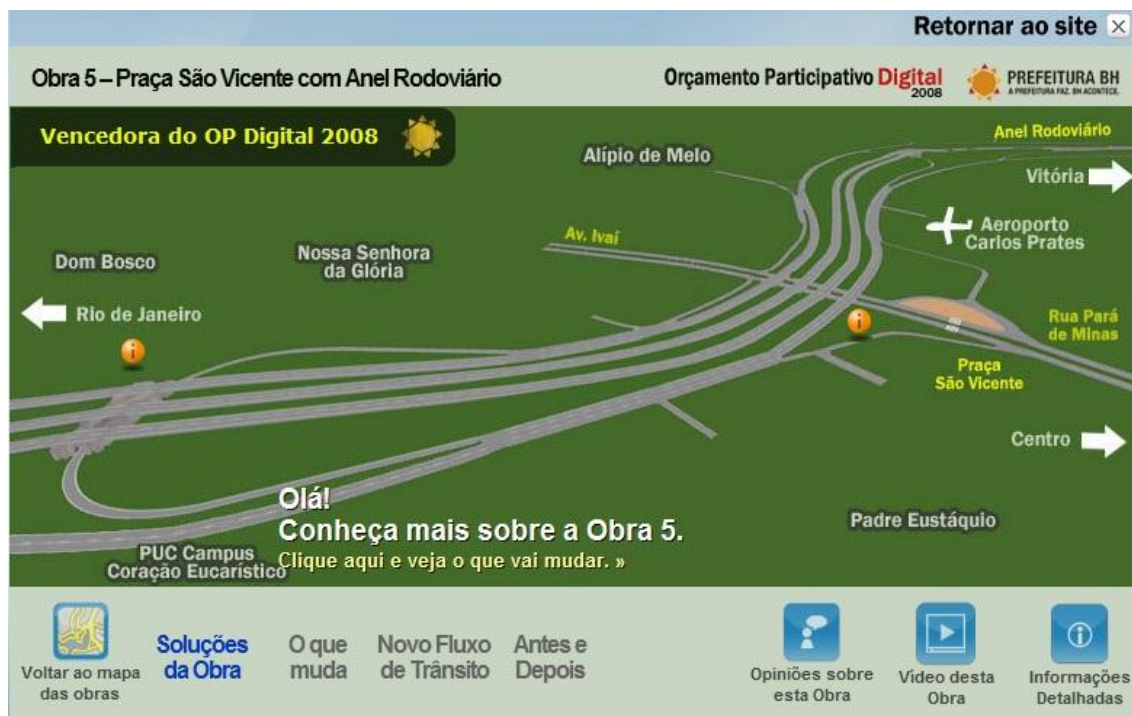 Retornar ao site
Obra 5 – Praça São Vicente com Anel Rodoviário
Orçamento Participativo Digital
2008
PREFEITURA BH
A PREFEITURA FAZ. BH ACONTECE.
Vencedora do OP Digital 2008
Anel Rodoviário
Alípio de Melo
Vitória
Aeroporto
Carlos Prates
Av. Ivaí
Nossa Senhora
da Glória
Dom Bosco
Rio de Janeiro
i
i
Rua Pará
de Minas
Praça
São Vicente
Centro
Olá!
Conheça mais sobre a Obra 5.
Clique aqui e veja o que vai mudar. »
Padre Eustáquio
PUC Campus
Coração Eucarístico
Voltar ao mapa
das obras
Soluções
da Obra
O que
muda
Novo Fluxo
de Trânsito
Antes e
Depois
Opiniões sobre
esta Obra
Vídeo desta
Obra
i
Informações
Detalhadas